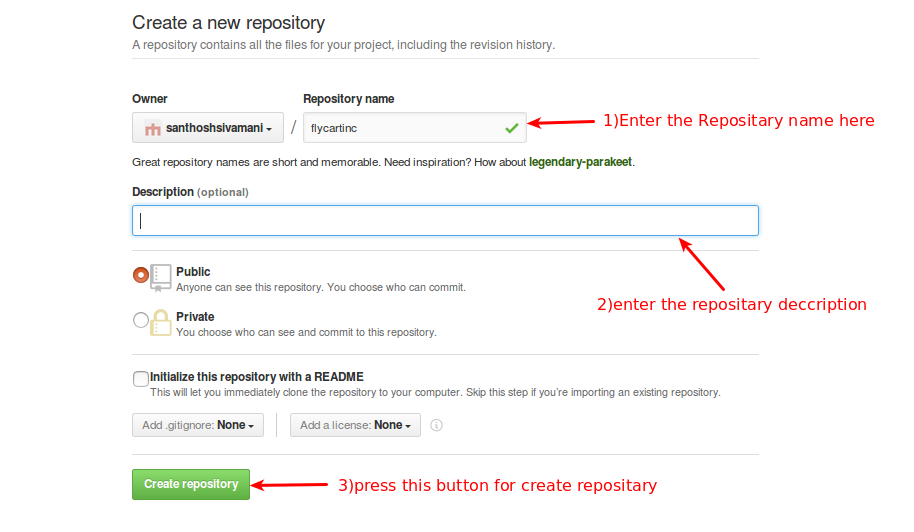 Create a new repository
A repository contains all the files for your project, including the revision history.
Owner
Repository name
santhoshsivamani / flycartinc
1)Enter the Repositary name here
Great repository names are short and memorable. Need inspiration? How about legendary-parakeet.
Description (optional)
2)enter the repositary deccription
Public
Anyone can see this repository. You choose who can commit.
Private
You choose who can see and commit to this repository.
Initialize this repository with a README
This will let you immediately clone the repository to your computer. Skip this step if you're importing an existing repository.
Add .gitignore: None
Add a license: None
Create repository
3)press this button for create repositary